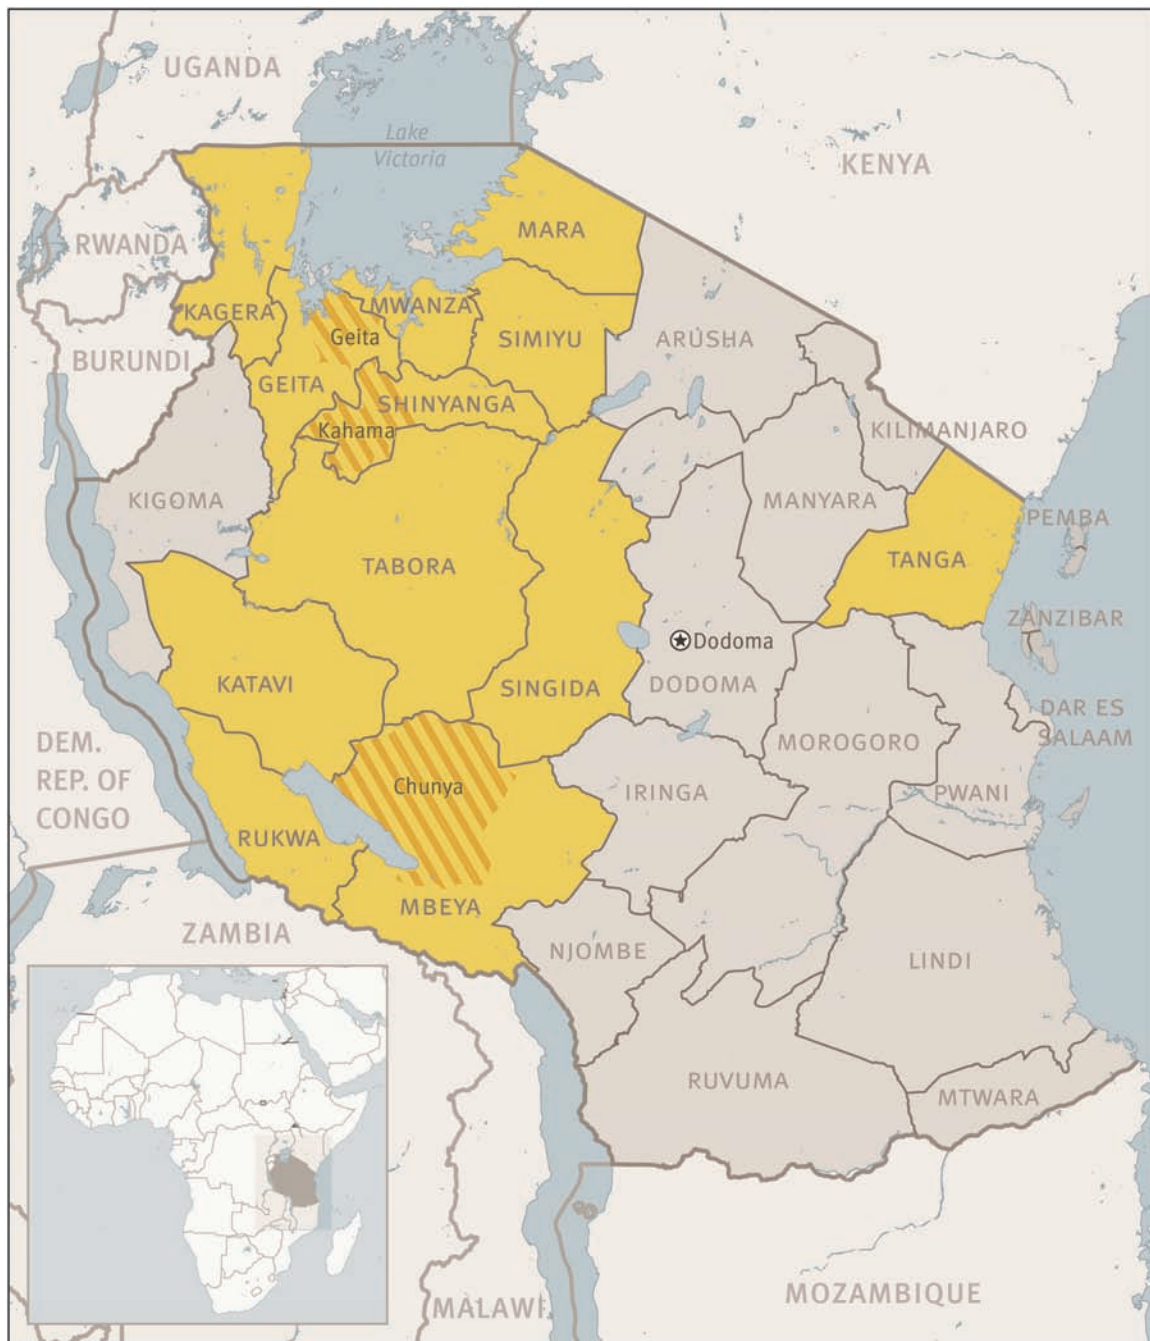 UGANDA
Lake
Victoria
KENYA
RWANDA
MARA
KAGERA
MWANZA
BURUNDI
Geita
SIMIYU
ARUSHA
GEITA
SHINYANGA
Kahama
KILIMANJARO
KIGOMA
MANYARA
PEMBA
TABORA
TANGA
ZANZIBAR
Dodoma
KATAVI
SINGIDA
DODOMA
DAR ES
SALAAM
DEM.
REP. OF
CONGO
MOROGORO
Chunya
IRINGA
PWANI
RUKWA
MBEYA
ZAMBIA
NJOMBE
LINDI
RUVUMA
MTWARA
MALAWI
MOZAMBIQUE